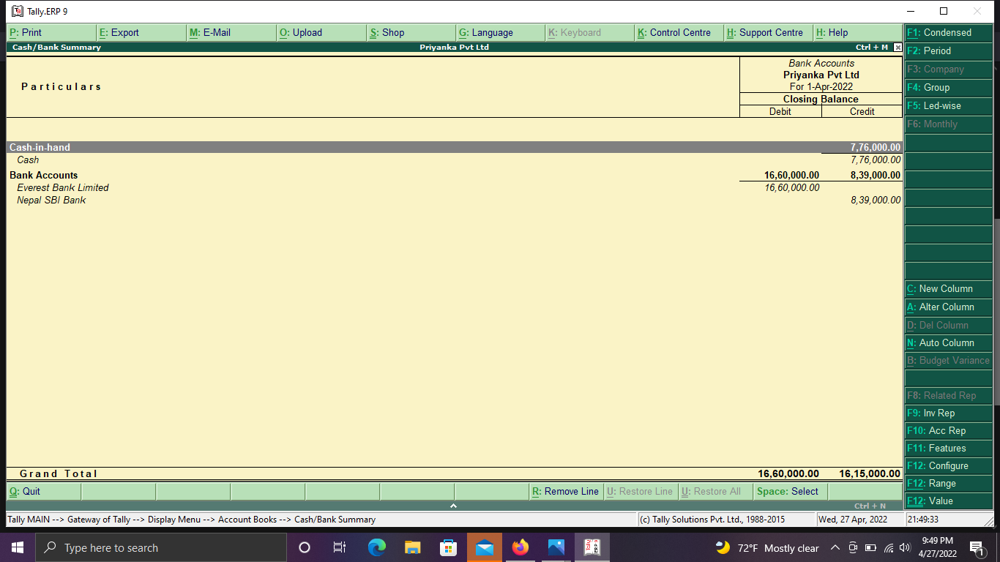 Tally.ERP 9
P: Print E: Export M: E-Mail O: Upload S: Shop G: Language K: Keyboard K: Control Centre H: Support Centre H: Help
Cash/Bank Summary Priyanka Pvt Ltd Ctrl + M
Particulars
Bank Accounts
Priyanka Pvt Ltd
For 1-Apr-2022
Closing Balance
Debit Credit
Cash-in-hand 7,76,000.00
Cash 7,76,000.00
Bank Accounts 16,60,000.00 8,39,000.00
Everest Bank Limited 16,60,000.00
Nepal SBI Bank 8,39,000.00
Grand Total 16,60,000.00 16,15,000.00
F1: Condensed
F2: Period
F3: Company
F4: Group
F5: Led-wise
F6: Monthly
C: New Column
A: Alter Column
D: Del Column
N: Auto Column
B: Budget Variance
F8: Related Rep
F9: Inv Rep
F10: Acc Rep
F11: Features
F12: Configure
F12: Range
F12: Value
Q: Quit R: Remove Line U: Restore Line U: Restore All Space: Select
Ctrl + N
Tally MAIN --> Gateway of Tally --> Display Menu --> Account Books --> Cash/Bank Summary (c) Tally Solutions Pvt. Ltd., 1988-2015 Wed, 27 Apr, 2022 21:49:33
Type here to search 72°F Mostly clear 9:49 PM
4/27/2022 1